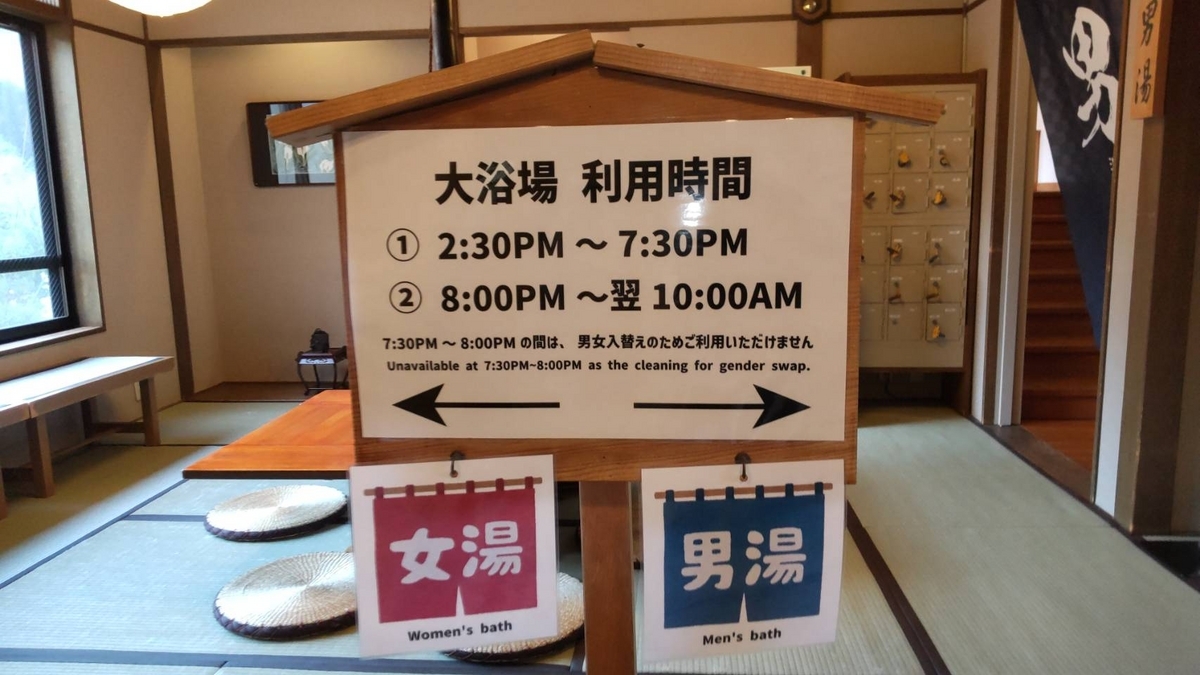 大浴場 利用時間
① 2:30PM ～ 7:30PM
② 8:00PM ～翌 10:00AM
7:30PM ～ 8:00PM の間は、 男女入替えのためご利用いただけません
Unavailable at 7:30PM~8:00PM as the cleaning for gender swap.
女湯
Women's bath
男湯
Men's bath
男
男湯